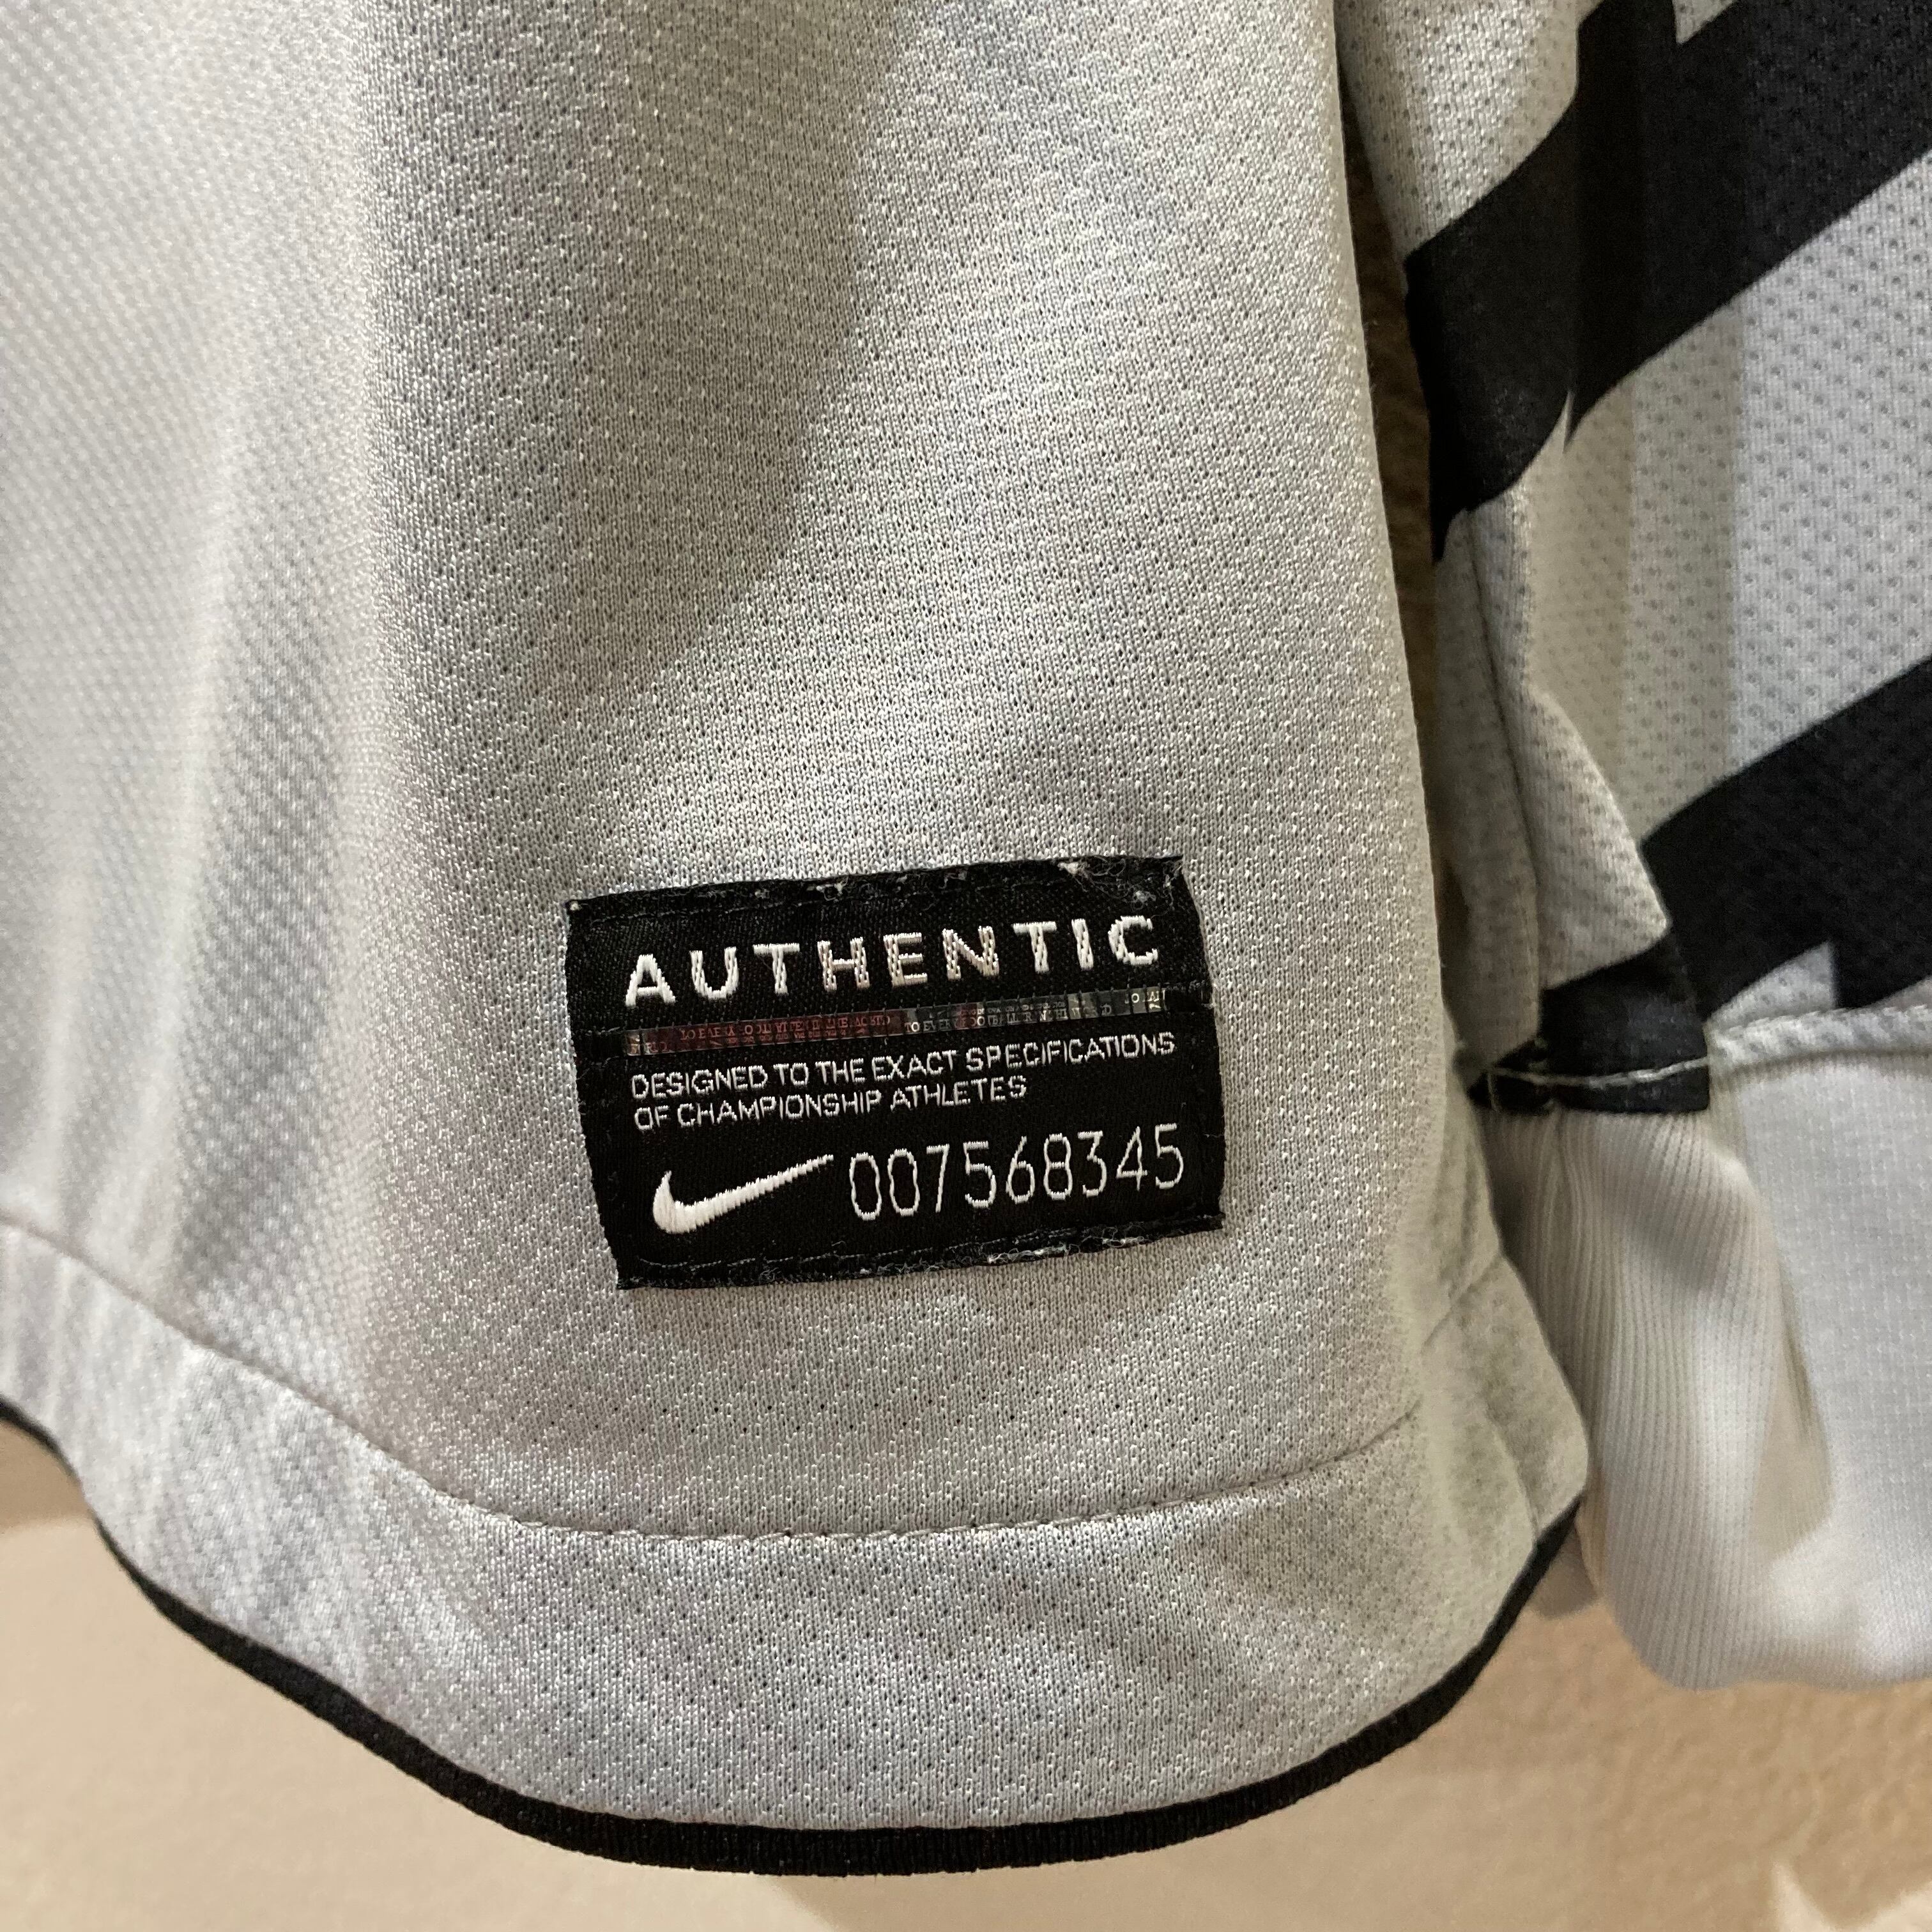 AUTHENTIC
DESIGNED TO THE EXACT SPECIFICATIONS
OF CHAMPIONSHIP ATHLETES
007568345